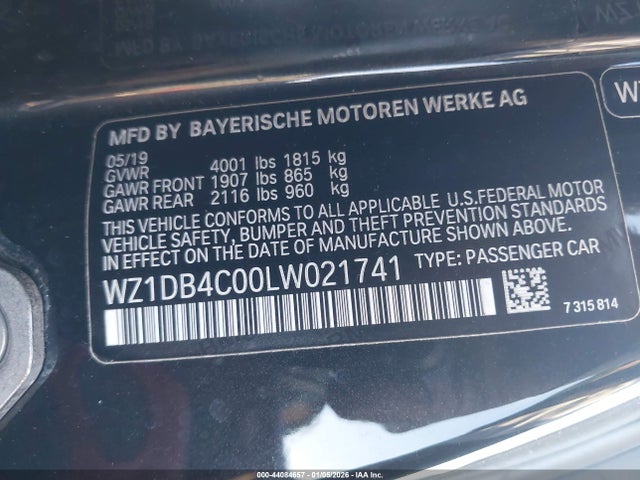 MFD BY BAYERISCHE MOTOREN WERKE AG
05/19
GVWR 4001 lbs 1815 kg
GAWR FRONT 1907 lbs 865 kg
GAWR REAR 2116 lbs 960 kg
THIS VEHICLE CONFORMS TO ALL APPLICABLE U.S.FEDERAL MOTOR
VEHICLE SAFETY, BUMPER AND THEFT PREVENTION STANDARDS
IN EFFECT ON THE DATE OF MANUFACTURE SHOWN ABOVE.
WZ1DB4C00LW021741 TYPE: PASSENGER CAR
7 315 814
000-44084657 - 01/05/2026 - IAAI.COM